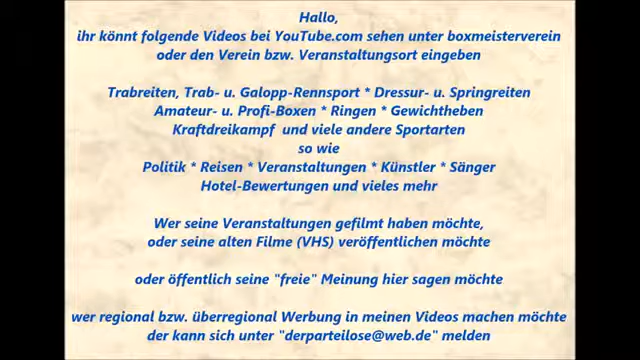 Hallo,
ihr könnt folgende Videos bei YouTube.com sehen unter boxmeisterverein
oder den Verein bzw. Veranstaltungsort eingeben
Trabreiten, Trab- u. Galopp-Rennsport * Dressur- u. Springreiten
Amateur- u. Profi-Boxen * Ringen * Gewichtheben
Kraftdreikampf und viele andere Sportarten
so wie
Politik * Reisen * Veranstaltungen * Künstler * Sänger
Hotel-Bewertungen und vieles mehr
Wer seine Veranstaltungen gefilmt haben möchte,
oder seine alten Filme (VHS) veröffentlichen möchte
oder öffentlich seine "freie" Meinung hier sagen möchte
wer regional bzw. überregional Werbung in meinen Videos machen möchte
der kann sich unter "derparteilose@web.de" melden